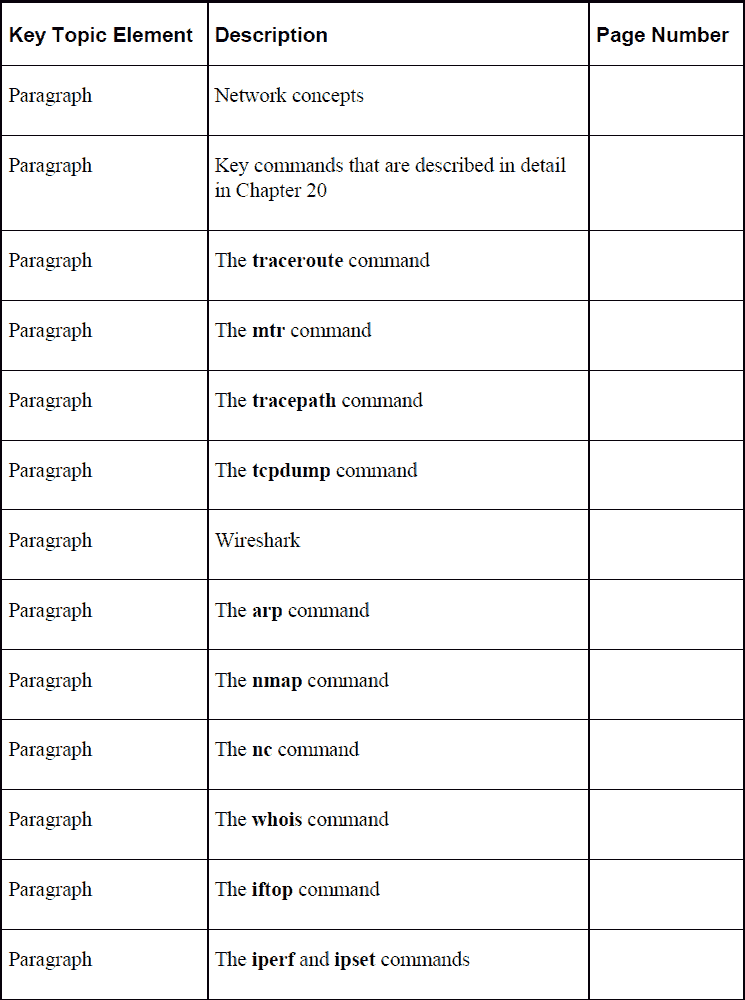 Key Topic Element Description Page Number
Paragraph Network concepts
Paragraph Key commands that are described in detail
in Chapter 20
Paragraph The traceroute command
Paragraph The mtr command
Paragraph The tracepath command
Paragraph The tcpdump command
Paragraph Wireshark
Paragraph The arp command
Paragraph The nmap command
Paragraph The nc command
Paragraph The whois command
Paragraph The iftop command
Paragraph The iperf and ipset commands